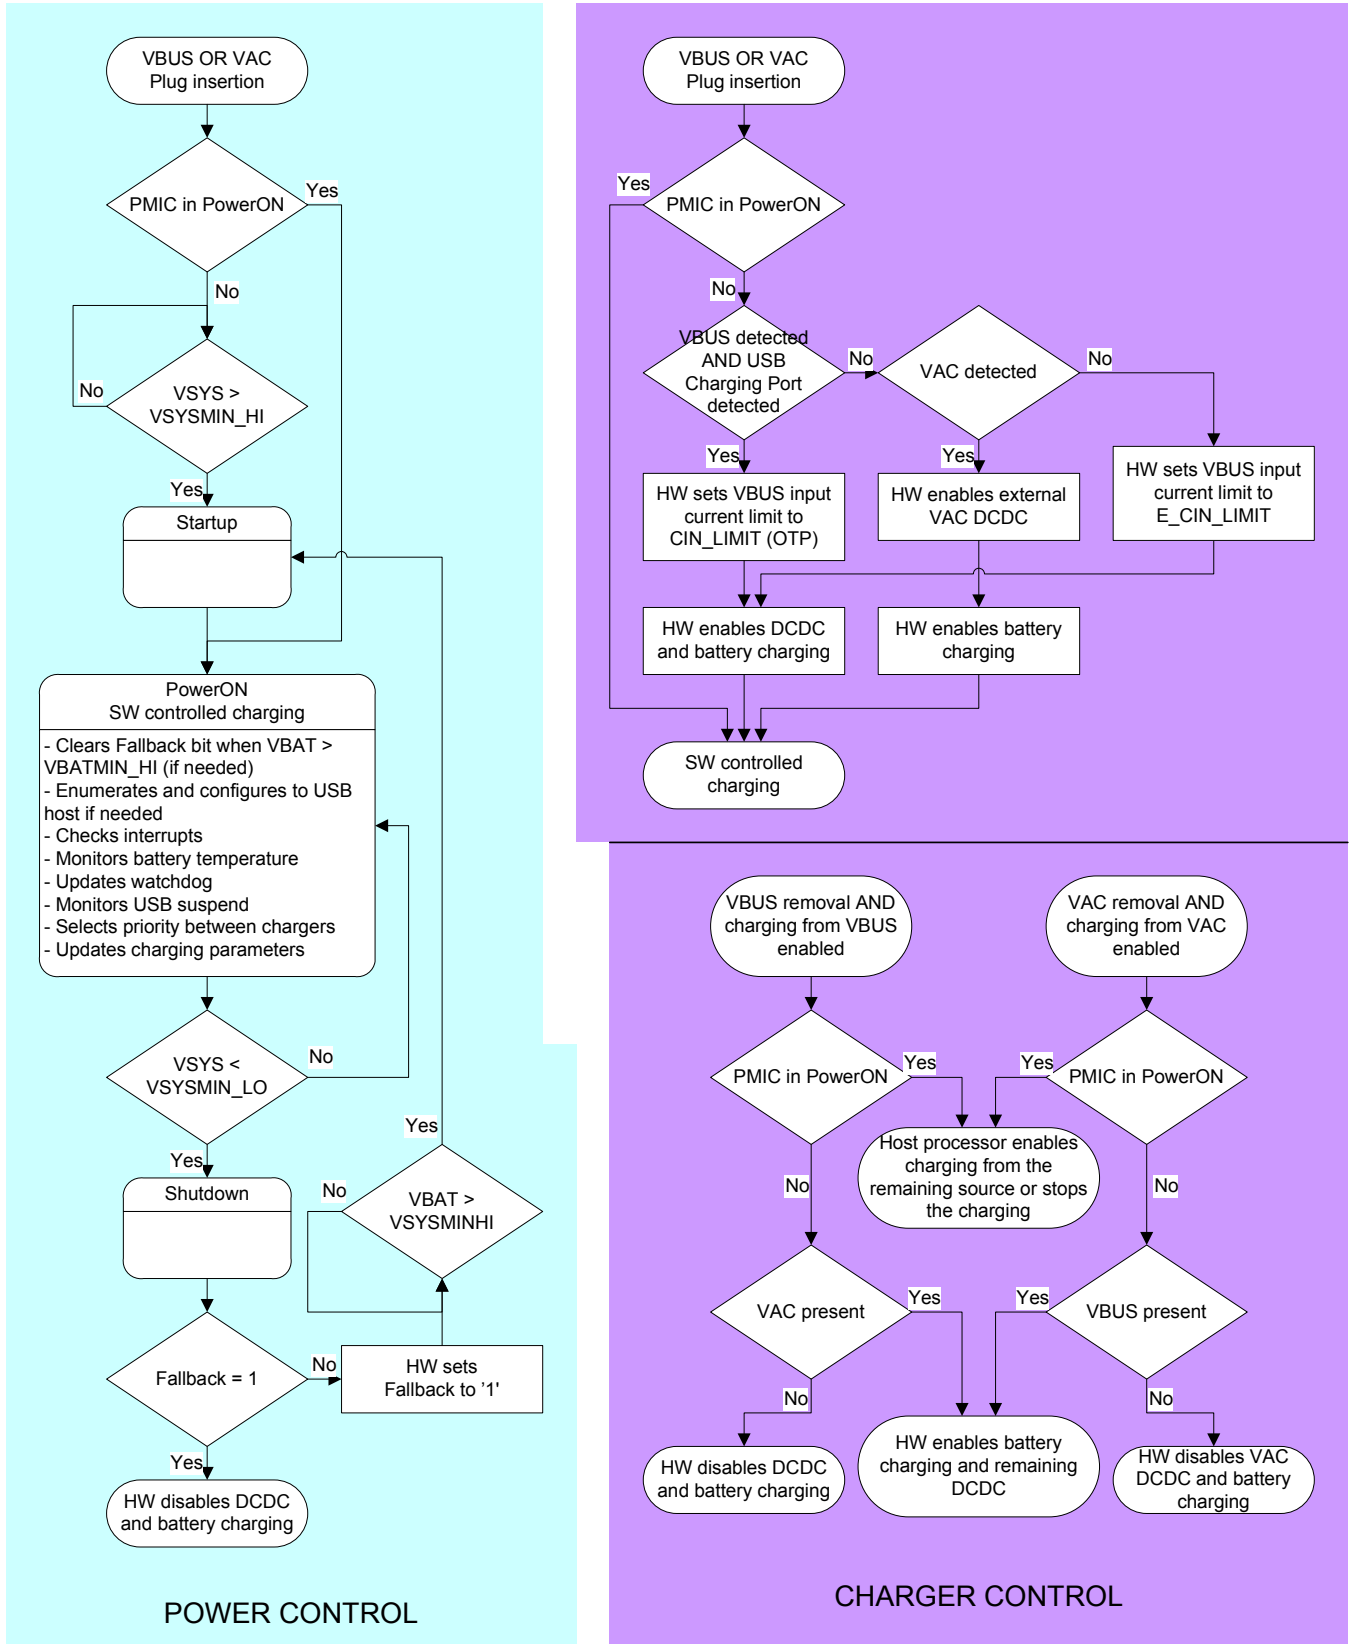 VBUS OR VAC
Plug insertion
PMIC in PowerON
Yes
No
VSYS >
VSYSMIN_HI
No
Yes
Startup
PowerON
SW controlled charging
- Clears Fallback bit when VBAT >
VBATMIN_HI (if needed)
- Enumerates and configures to USB
host if needed
- Checks interrupts
- Monitors battery temperature
- Updates watchdog
- Monitors USB suspend
- Selects priority between chargers
- Updates charging parameters
VSYS <
VSYSMIN_LO
No
Yes
Shutdown
Yes
No
VBAT >
VSYSMINHI
Fallback = 1
No
HW sets
Fallback to '1'
Yes
HW disables DCDC
and battery charging
POWER CONTROL
VBUS OR VAC
Plug insertion
Yes
PMIC in PowerON
No
VBUS detected
AND USB
Charging Port
detected
No
VAC detected
No
Yes
Yes
HW sets VBUS input
current limit to
CIN_LIMIT (OTP)
HW enables external
VAC DCDC
HW sets VBUS input
current limit to
E_CIN_LIMIT
HW enables DCDC
and battery charging
HW enables battery
charging
SW controlled
charging
VBUS removal AND
charging from VBUS
enabled
VAC removal AND
charging from VAC
enabled
PMIC in PowerON
Yes
Yes
PMIC in PowerON
Host processor enables
charging from the
remaining source or stops
the charging
No
No
VAC present
Yes
Yes
VBUS present
No
No
HW disables DCDC
and battery charging
HW enables battery
charging and remaining
DCDC
HW disables VAC
DCDC and battery
charging
CHARGER CONTROL